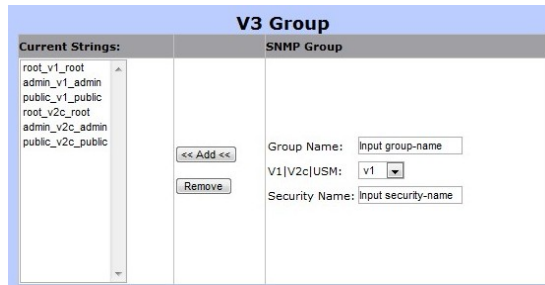 V3 Group
Current Strings:
SNMP Group
root_v1_root
admin_v1_admin
public_v1_public
root_v2c_root
admin_v2c_admin
public_v2c_public
<< Add <<
Remove
Group Name: Input group-name
V1|V2c|USM: v1
Security Name: Input security-name